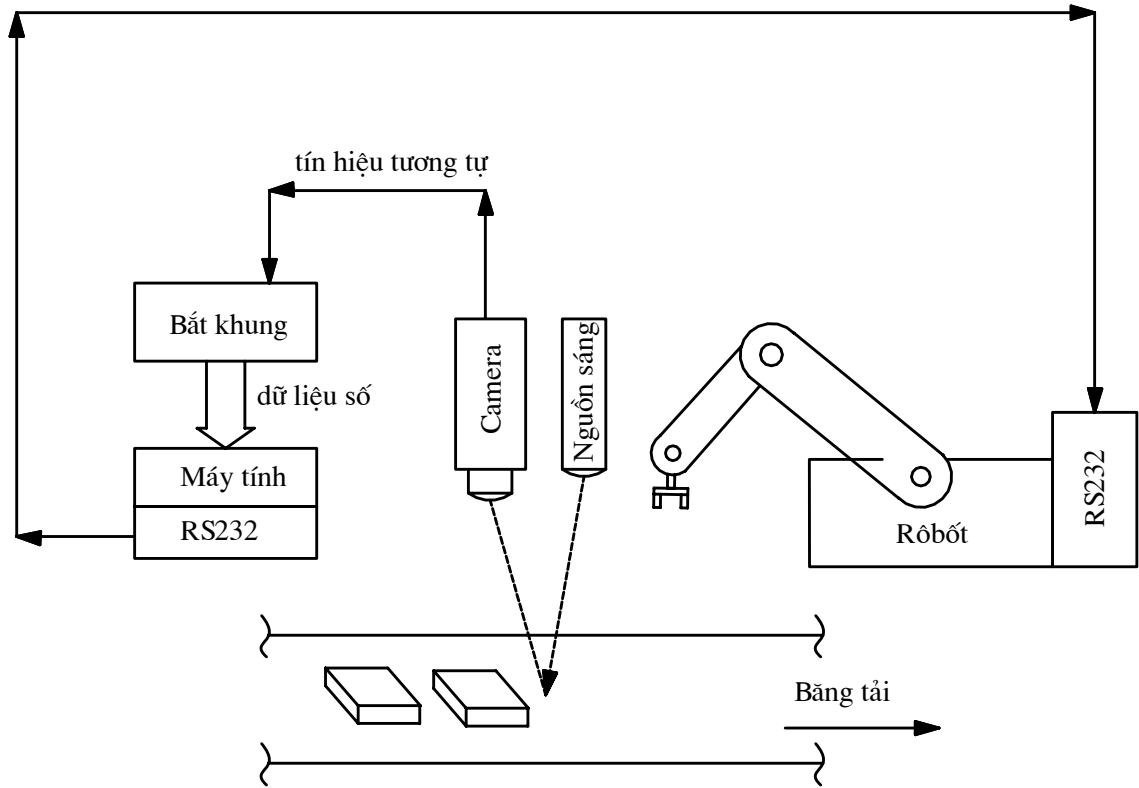 tín hiệu tương tự
Bắt khung
dữ liệu số
Máy tính
RS232
Camera
Nguồn sáng
Rôbốt
RS232
Băng tải